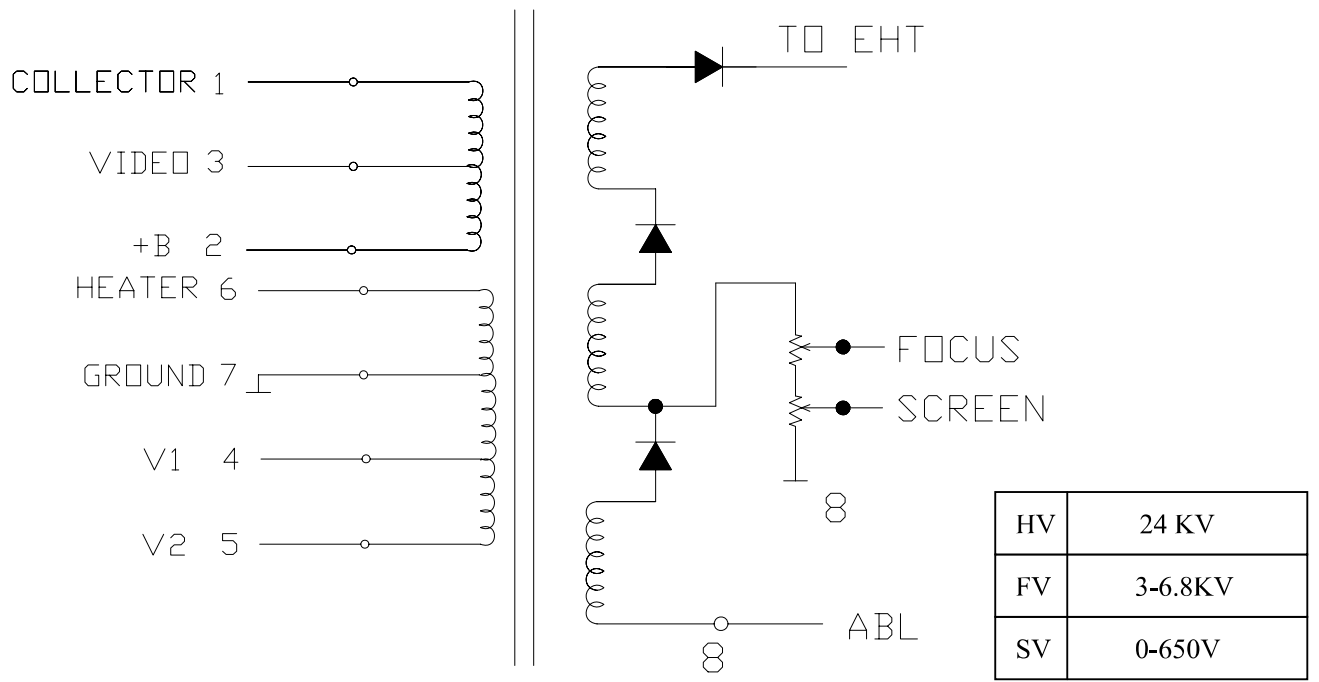 COLLECTOR 1
VIDEO 3
+B 2
HEATER 6
GROUND 7
V1 4
V2 5
TO EHT
FOCUS
SCREEN
8
ABL
8
HV 24 KV
FV 3-6.8KV
SV 0-650V